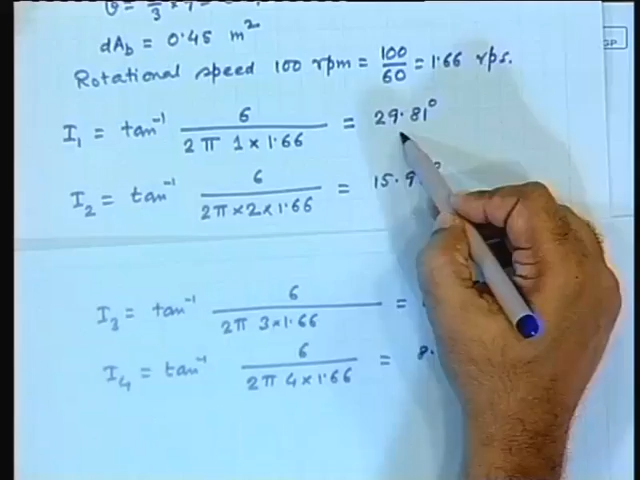 dA_b = 0.45 m²
Rotational speed 100 rpm = 100/60 = 1.66 rps.
I₁ = tan⁻¹ 6/(2π 1×1.66) = 29.81°
I₂ = tan⁻¹ 6/(2π×2×1.66) = 15.9
I₃ = tan⁻¹ 6/(2π 3×1.66) =
I₄ = tan⁻¹ 6/(2π 4×1.66) = 8.